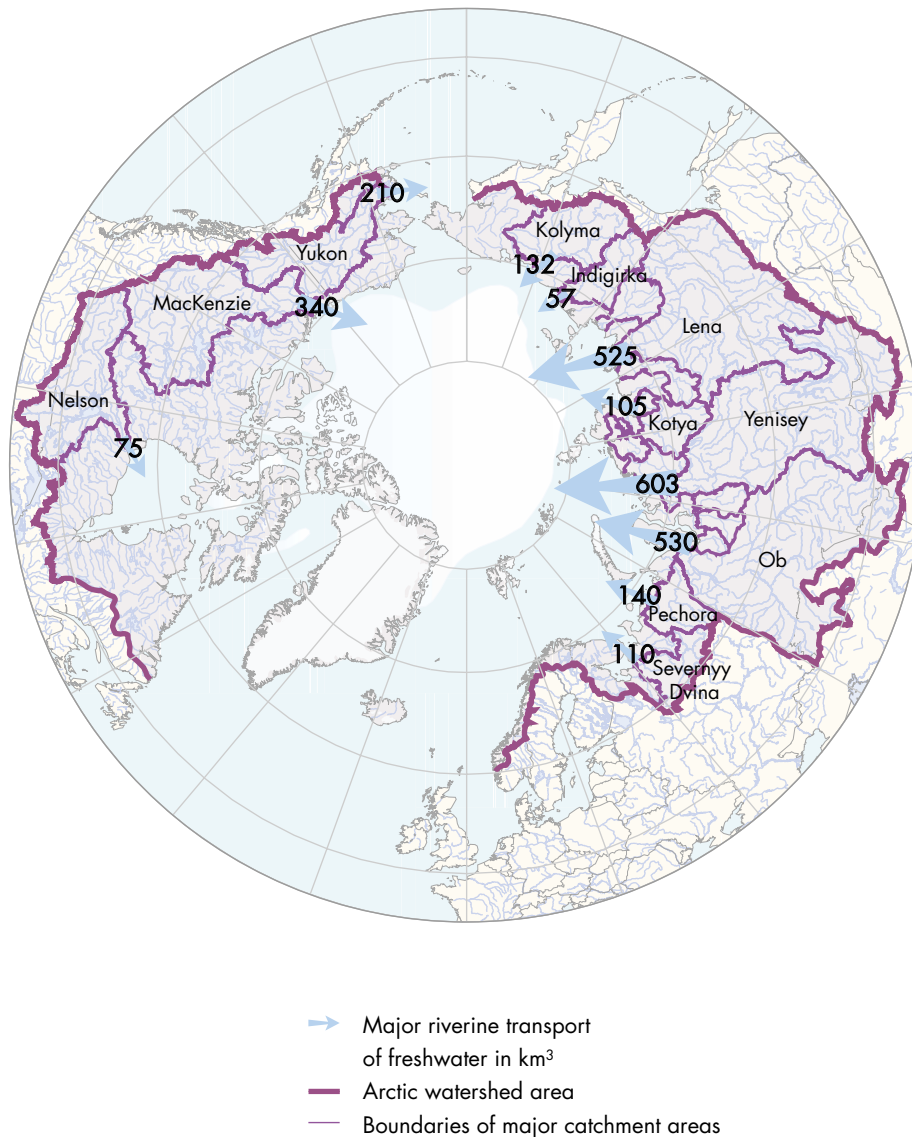 210
Yukon
Kolyma
132
Indigirka
57
MacKenzie
340
Lena
525
Nelson
105
Kotya
Yenisey
75
603
530
Ob
140
Pechora
110
Severnyy
Dvina
Major riverine transport
of freshwater in km³
Arctic watershed area
Boundaries of major catchment areas